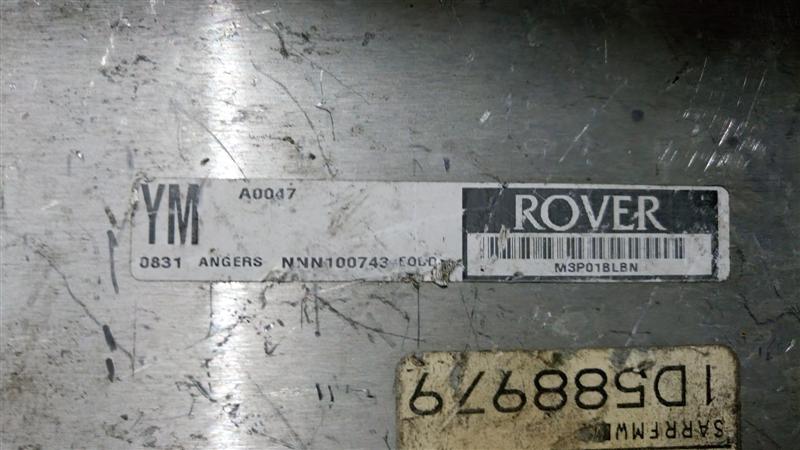 YM
A0047
0831 ANGERS NNN100743
ROVER
M3P01BLBN
1D588979
SARRFMW